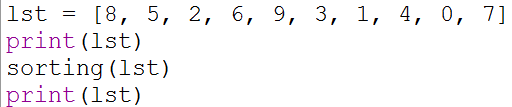 lst = [8, 5, 2, 6, 9, 3, 1, 4, 0, 7]
print(lst)
sorting(lst)
print(lst)